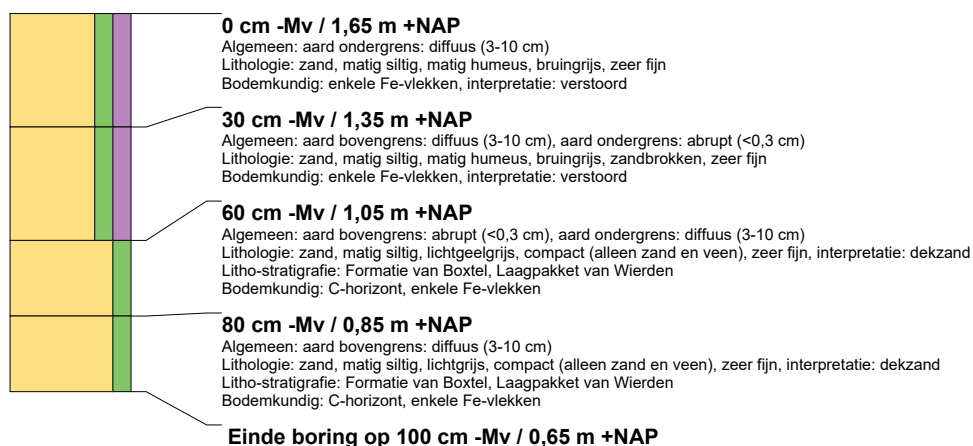 0 cm -Mv / 1,65 m +NAP
Algemeen: aard ondergrens: diffuus (3-10 cm)
Lithologie: zand, matig siltig, matig humeus, bruingrijs, zeer fijn
Bodemkundig: enkele Fe-vlekken, interpretatie: verstoord
30 cm -Mv / 1,35 m +NAP
Algemeen: aard bovengrens: diffuus (3-10 cm), aard ondergrens: abrupt (<0,3 cm)
Lithologie: zand, matig siltig, matig humeus, bruingrijs, zandbrokken, zeer fijn
Bodemkundig: enkele Fe-vlekken, interpretatie: verstoord
60 cm -Mv / 1,05 m +NAP
Algemeen: aard bovengrens: abrupt (<0,3 cm), aard ondergrens: diffuus (3-10 cm)
Lithologie: zand, matig siltig, lichtgeelgrijs, compact (alleen zand en veen), zeer fijn, interpretatie: dekzand
Litho-stratigrafie: Formatie van Boxtel, Laagpakket van Wierden
Bodemkundig: C-horizont, enkele Fe-vlekken
80 cm -Mv / 0,85 m +NAP
Algemeen: aard bovengrens: diffuus (3-10 cm)
Lithologie: zand, matig siltig, lichtgrijs, compact (alleen zand en veen), zeer fijn, interpretatie: dekzand
Litho-stratigrafie: Formatie van Boxtel, Laagpakket van Wierden
Bodemkundig: C-horizont, enkele Fe-vlekken
Einde boring op 100 cm -Mv / 0,65 m +NAP